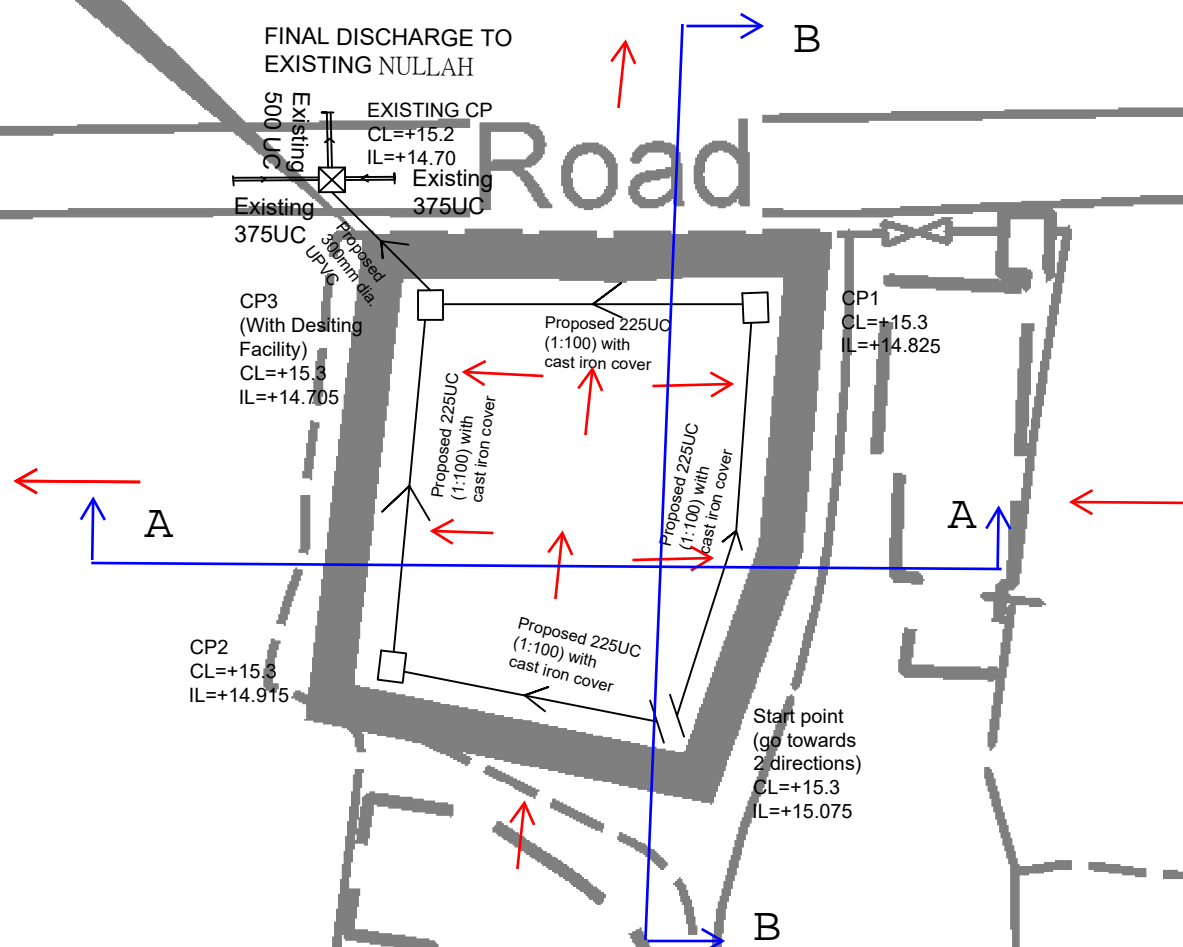 FINAL DISCHARGE TO
EXISTING NULLAH
B
Existing
500 UC
EXISTING CP
CL=+15.2
IL=+14.70
Road
Existing
375UC
Existing
375UC
Proposed
300mm dia.
UPVC
CP3
(With Desiting
Facility)
CL=+15.3
IL=+14.705
Proposed 225UC
(1:100) with
cast iron cover
CP1
CL=+15.3
IL=+14.825
Proposed 225UC
(1:100) with
cast iron cover
Proposed 225UC
(1:100) with
cast iron cover
A
A
CP2
CL=+15.3
IL=+14.915
Proposed 225UC
(1:100) with
cast iron cover
Start point
(go towards
2 directions)
CL=+15.3
IL=+15.075
B